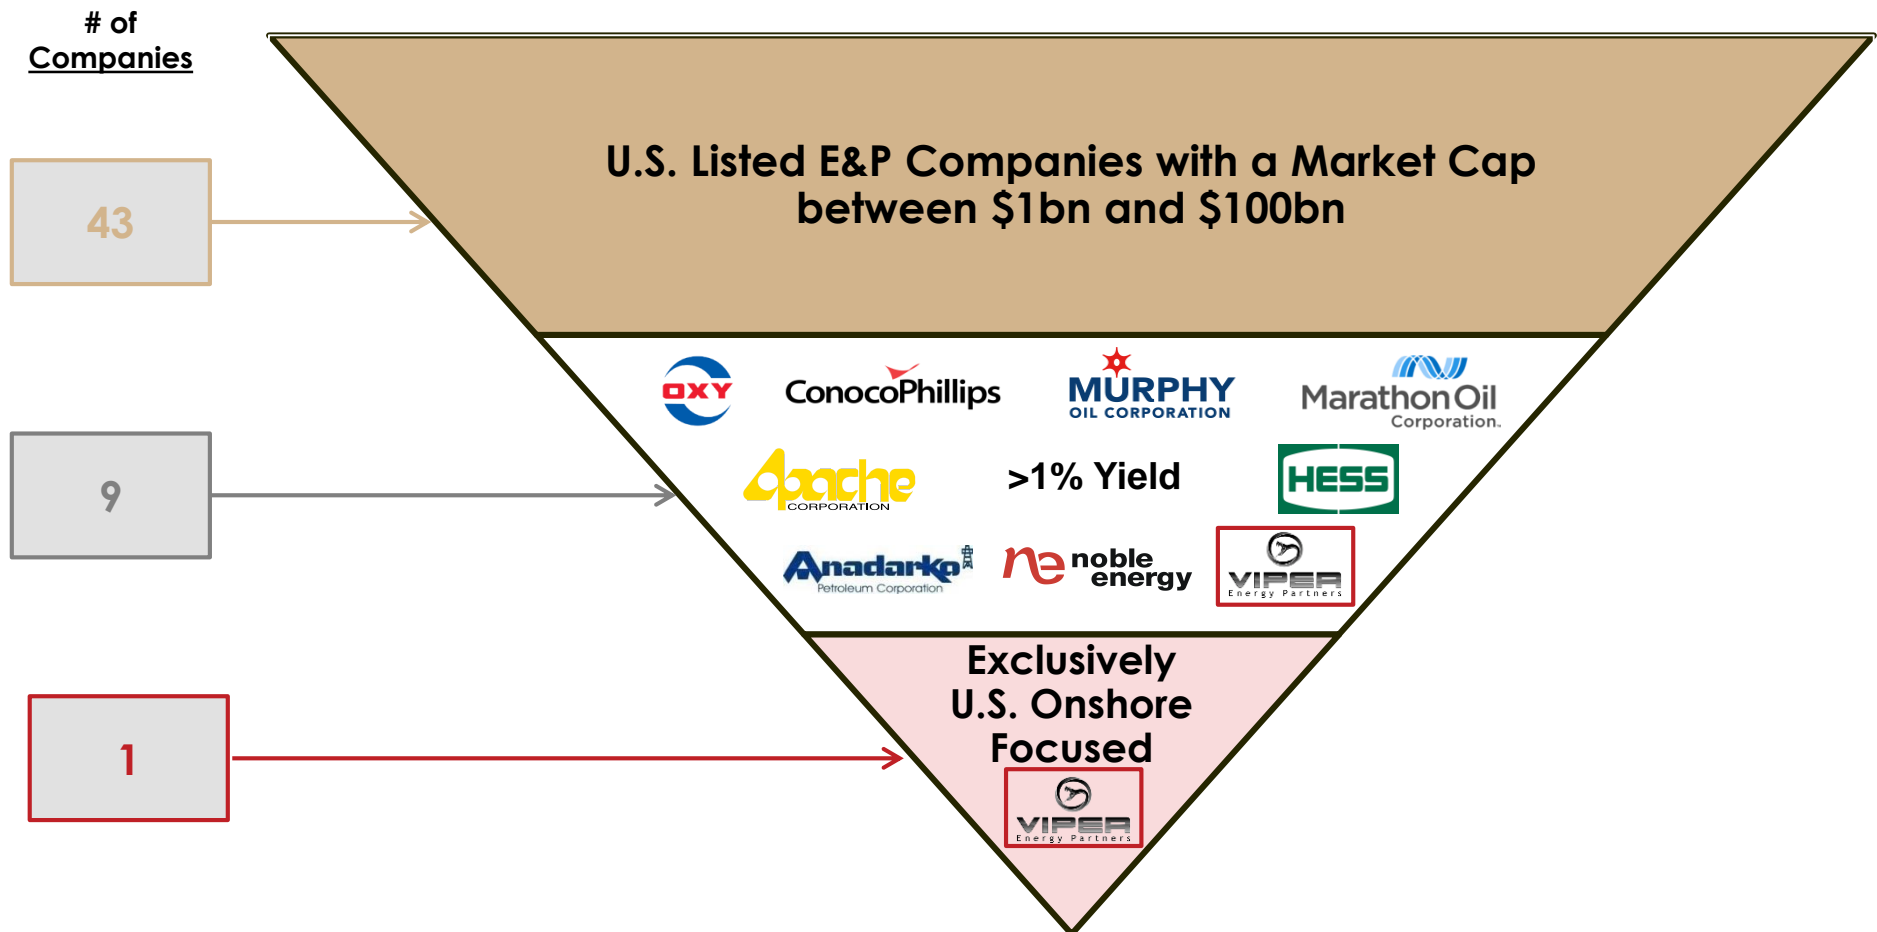 # of
Companies
43
U.S. Listed E&P Companies with a Market Cap
between $1bn and $100bn
OXY
ConocoPhillips
MURPHY
OIL CORPORATION
Marathon Oil
Corporation.
9
Apache
CORPORATION
>1% Yield
HESS
Anadarko
Petroleum Corporation
ne noble
energy
VIPER
Energy Partners
1
Exclusively
U.S. Onshore
Focused
VIPER
Energy Partners